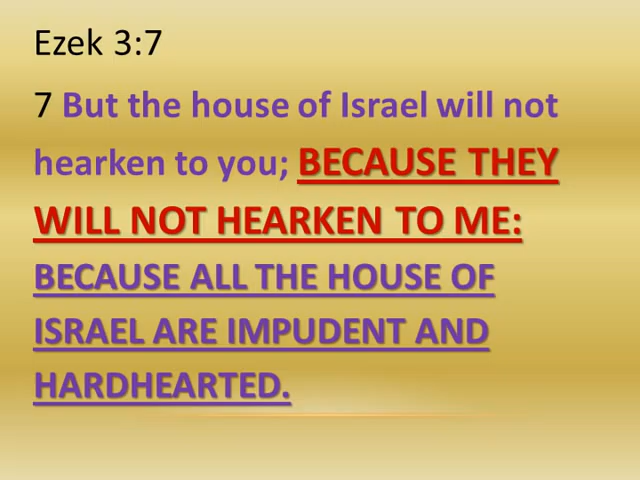 Ezek 3:7
7 But the house of Israel will not
hearken to you; BECAUSE THEY
WILL NOT HEARKEN TO ME:
BECAUSE ALL THE HOUSE OF
ISRAEL ARE IMPUDENT AND
HARDHEARTED.